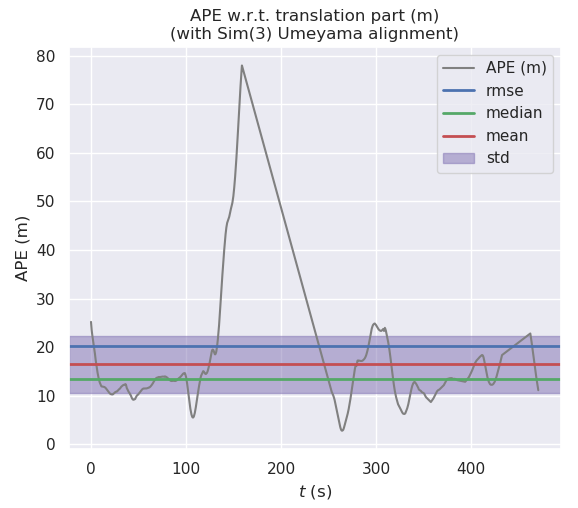 APE w.r.t. translation part (m)
(with Sim(3) Umeyama alignment)
APE (m)
rmse
median
mean
std
80
70
60
50
40
30
20
10
0
APE (m)
0
100
200
300
400
t (s)